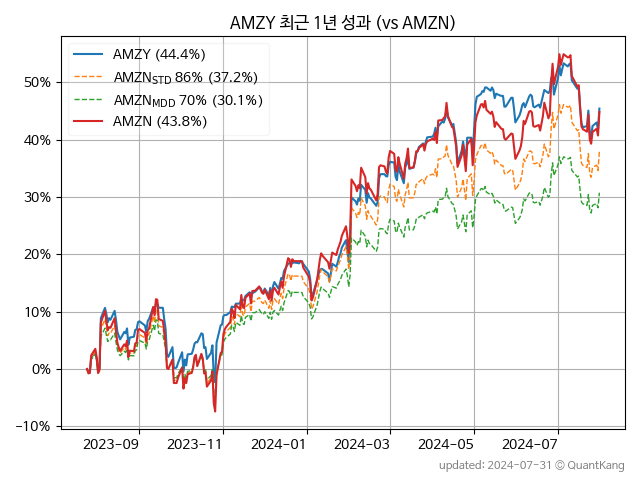 AMZY 최근 1년 성과 (vs AMZN)
AMZY (44.4%)
AMZN_STD 86% (37.2%)
AMZN_MDD 70% (30.1%)
AMZN (43.8%)
50%
40%
30%
20%
10%
0%
−10%
2023-09 2023-11 2024-01 2024-03 2024-05 2024-07
updated: 2024-07-31 © QuantKang